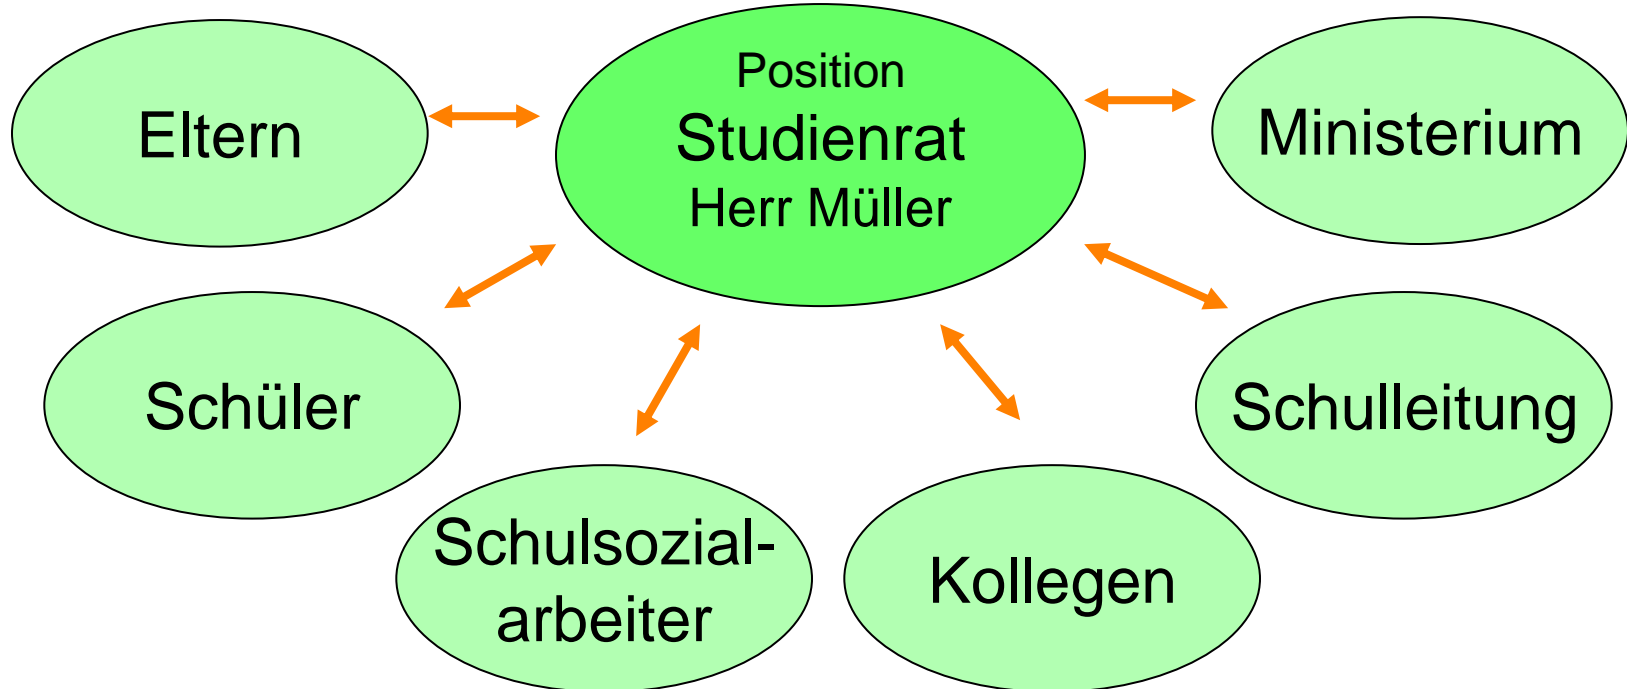 Position
Studienrat
Herr Müller
Eltern
Ministerium
Schüler
Schulleitung
Schulsozial-
arbeiter
Kollegen